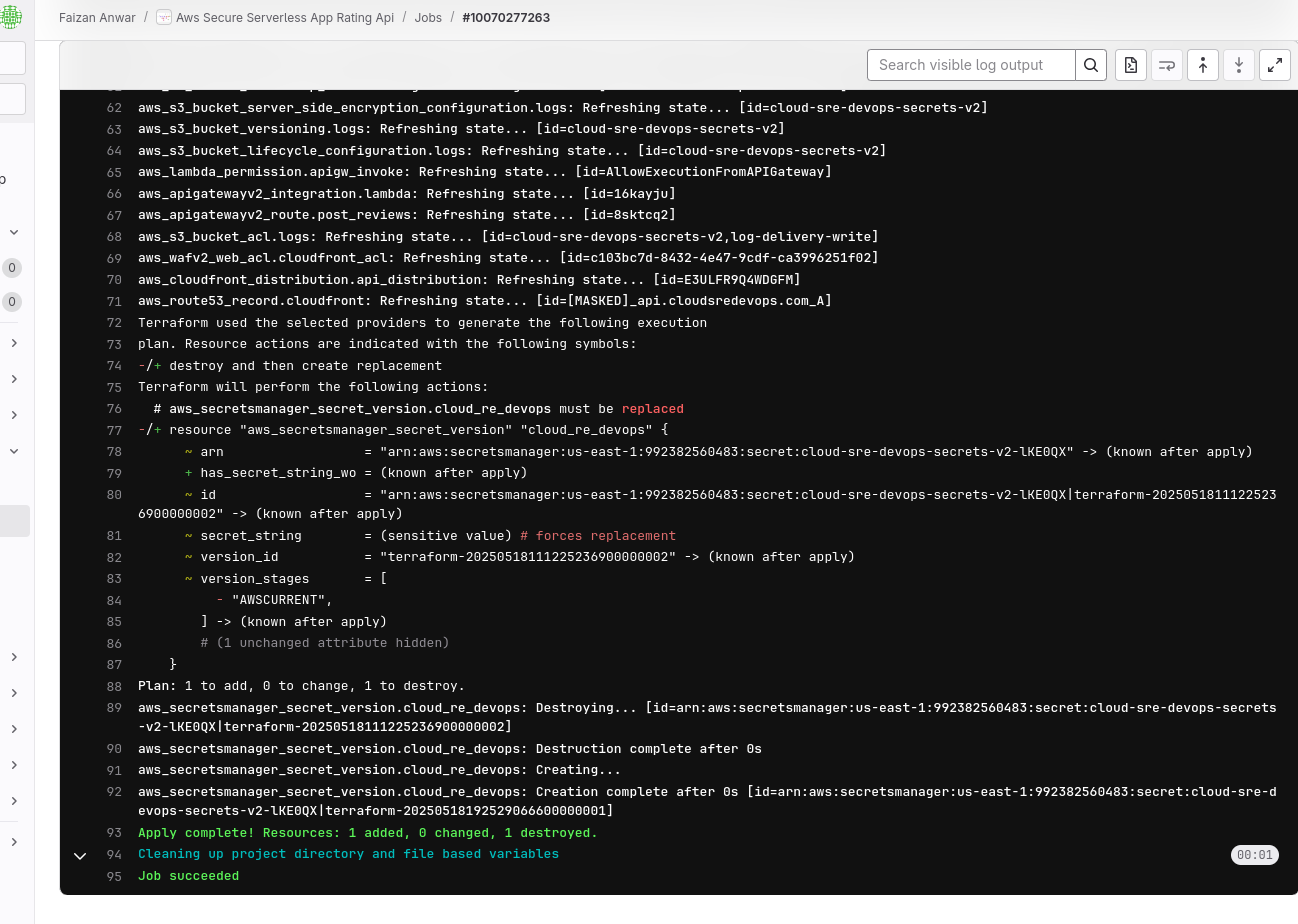 Faizan Anwar / Aws Secure Serverless App Rating Api / Jobs / #10070277263
Search visible log output
62 aws_s3_bucket_server_side_encryption_configuration.logs: Refreshing state... [id=cloud-sre-devops-secrets-v2]
63 aws_s3_bucket_versioning.logs: Refreshing state... [id=cloud-sre-devops-secrets-v2]
64 aws_s3_bucket_lifecycle_configuration.logs: Refreshing state... [id=cloud-sre-devops-secrets-v2]
65 aws_lambda_permission.apigw_invoke: Refreshing state... [id=AllowExecutionFromAPIGateway]
66 aws_apigatewayv2_integration.lambda: Refreshing state... [id=16kayju]
67 aws_apigatewayv2_route.post_reviews: Refreshing state... [id=8sktcq2]
68 aws_s3_bucket_acl.logs: Refreshing state... [id=cloud-sre-devops-secrets-v2,log-delivery-write]
69 aws_wafv2_web_acl.cloudfront_acl: Refreshing state... [id=c103bc7d-8432-4e47-9cdf-ca3996251f02]
70 aws_cloudfront_distribution.api_distribution: Refreshing state... [id=E3ULFR9Q4WDGFM]
71 aws_route53_record.cloudfront: Refreshing state... [id=[MASKED]_api.cloudsredevops.com_A]
72 Terraform used the selected providers to generate the following execution
73 plan. Resource actions are indicated with the following symbols:
74 -/+ destroy and then create replacement
75 Terraform will perform the following actions:
76 # aws_secretsmanager_secret_version.cloud_re_devops must be replaced
77 -/+ resource "aws_secretsmanager_secret_version" "cloud_re_devops" {
78 ~ arn = "arn:aws:secretsmanager:us-east-1:992382560483:secret:cloud-sre-devops-secrets-v2-lKE0QX" -> (known after apply)
79 + has_secret_string_wo = (known after apply)
0
80 ~ id = "arn:aws:secretsmanager:us-east-1:992382560483:secret:cloud-sre-devops-secrets-v2-lKE0QX|terraform-2025051811122523
6900000002" -> (known after apply)
0
81 ~ secret_string = (sensitive value) # forces replacement
82 ~ version_id = "terraform-20250518111225236900000002" -> (known after apply)
83 ~ version_stages = [
84 - "AWSCURRENT",
85 ] -> (known after apply)
86 # (1 unchanged attribute hidden)
87 }
88 Plan: 1 to add, 0 to change, 1 to destroy.
89 aws_secretsmanager_secret_version.cloud_re_devops: Destroying... [id=arn:aws:secretsmanager:us-east-1:992382560483:secret:cloud-sre-devops-secrets
-v2-lKE0QX|terraform-20250518111225236900000002]
90 aws_secretsmanager_secret_version.cloud_re_devops: Destruction complete after 0s
91 aws_secretsmanager_secret_version.cloud_re_devops: Creating...
92 aws_secretsmanager_secret_version.cloud_re_devops: Creation complete after 0s [id=arn:aws:secretsmanager:us-east-1:992382560483:secret:cloud-sre-d
evops-secrets-v2-lKE0QX|terraform-20250518192529066600000001]
93 Apply complete! Resources: 1 added, 0 changed, 1 destroyed.
94 Cleaning up project directory and file based variables 00:01
95 Job succeeded